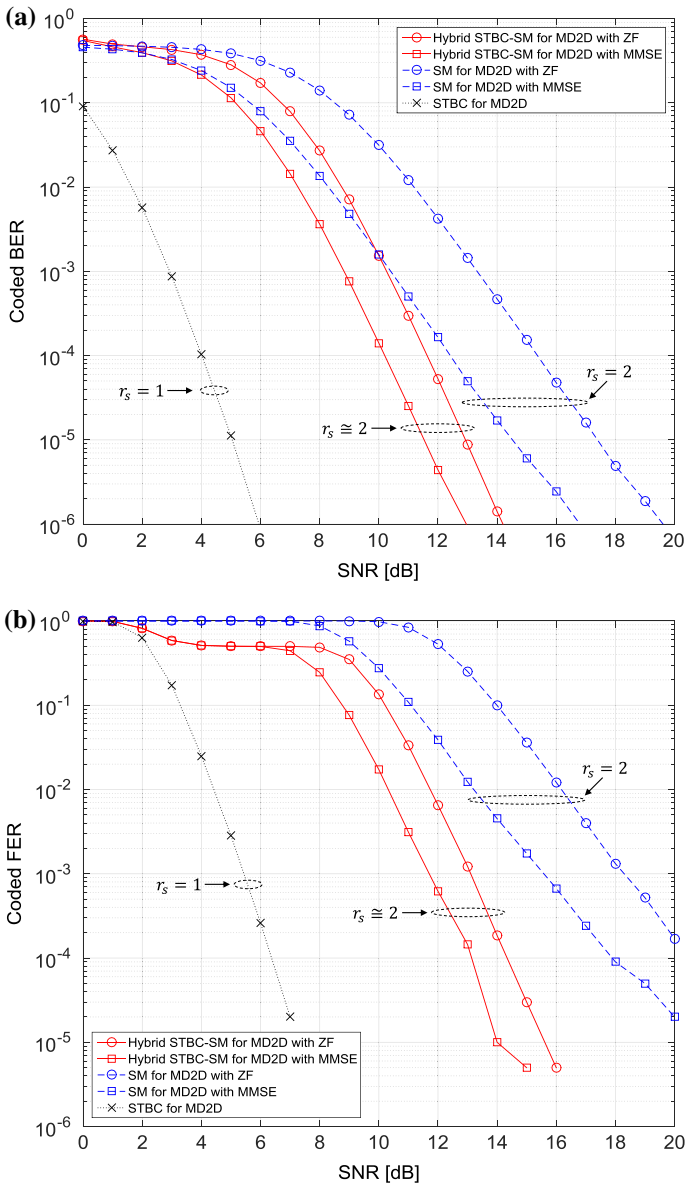 (a)
10^0
10^-1
10^-2
10^-3
10^-4
10^-5
10^-6
Coded BER
Hybrid STBC-SM for MD2D with ZF
Hybrid STBC-SM for MD2D with MMSE
SM for MD2D with ZF
SM for MD2D with MMSE
STBC for MD2D
r_s = 1
r_s ≅ 2
r_s = 2
0 2 4 6 8 10 12 14 16 18 20
SNR [dB]
(b)
10^0
10^-1
10^-2
10^-3
10^-4
10^-5
10^-6
Coded FER
r_s = 2
r_s = 1
r_s ≅ 2
Hybrid STBC-SM for MD2D with ZF
Hybrid STBC-SM for MD2D with MMSE
SM for MD2D with ZF
SM for MD2D with MMSE
STBC for MD2D
0 2 4 6 8 10 12 14 16 18 20
SNR [dB]